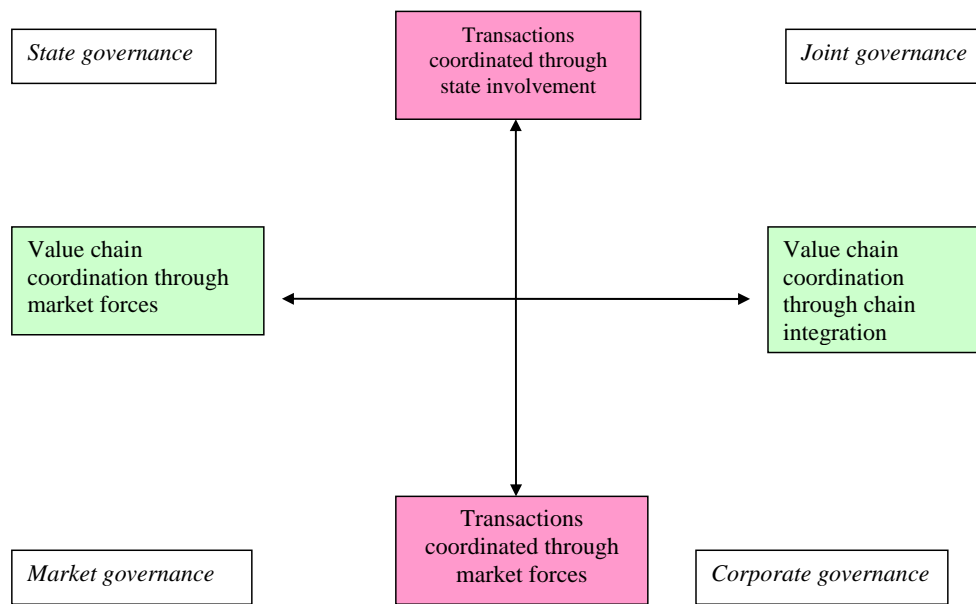 State governance
Transactions
coordinated through
state involvement
Joint governance
Value chain
coordination through
market forces
Value chain
coordination
through chain
integration
Market governance
Transactions
coordinated through
market forces
Corporate governance